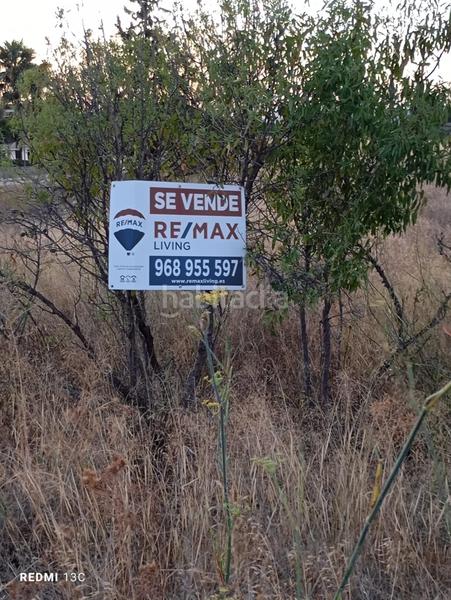 SE VENDE
RE/MAX
RE/MAX
LIVING
968 955 597
www.remaxliving.es
habitaclia
REDMI 13C